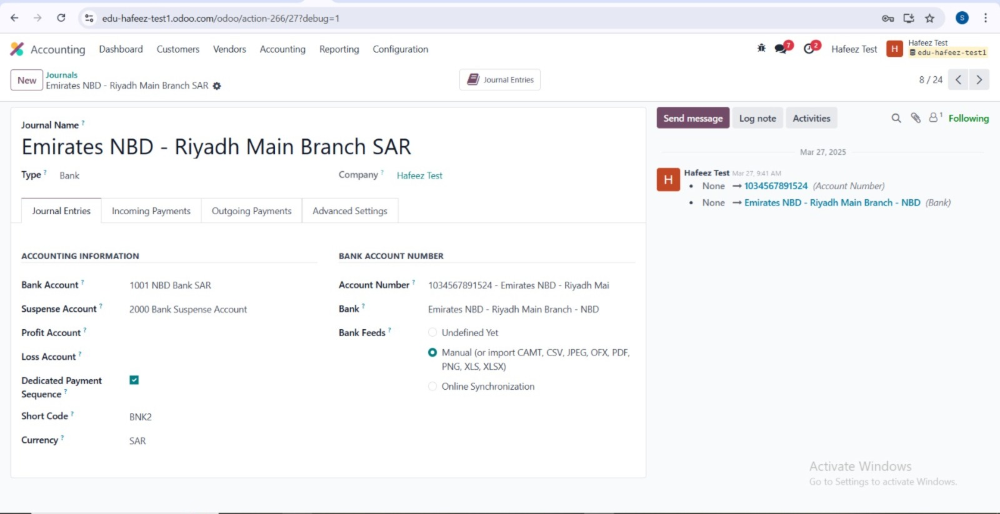 edu-hafeez-test1.odoo.com/odoo/action-266/27?debug=1
S
Accounting Dashboard Customers Vendors Accounting Reporting Configuration
7 2 Hafeez Test H Hafeez Test
edu-hafeez-test1
New Journals
Emirates NBD - Riyadh Main Branch SAR
Journal Entries
8 / 24
Journal Name ?
Emirates NBD - Riyadh Main Branch SAR
Type ? Bank
Company ? Hafeez Test
Journal Entries Incoming Payments Outgoing Payments Advanced Settings
ACCOUNTING INFORMATION
Bank Account ? 1001 NBD Bank SAR
Suspense Account ? 2000 Bank Suspense Account
Profit Account ?
Loss Account ?
Dedicated Payment
Sequence ?
Short Code ? BNK2
Currency ? SAR
BANK ACCOUNT NUMBER
Account Number ? 1034567891524 - Emirates NBD - Riyadh Mai
Bank ? Emirates NBD - Riyadh Main Branch - NBD
Bank Feeds ? Undefined Yet
Manual (or import CAMT, CSV, JPEG, OFX, PDF,
PNG, XLS, XLSX)
Online Synchronization
Send message Log note Activities 1 Following
Mar 27, 2025
H Hafeez Test Mar 27, 9:41 AM
• None → 1034567891524 (Account Number)
• None → Emirates NBD - Riyadh Main Branch - NBD (Bank)
Activate Windows
Go to Settings to activate Windows.